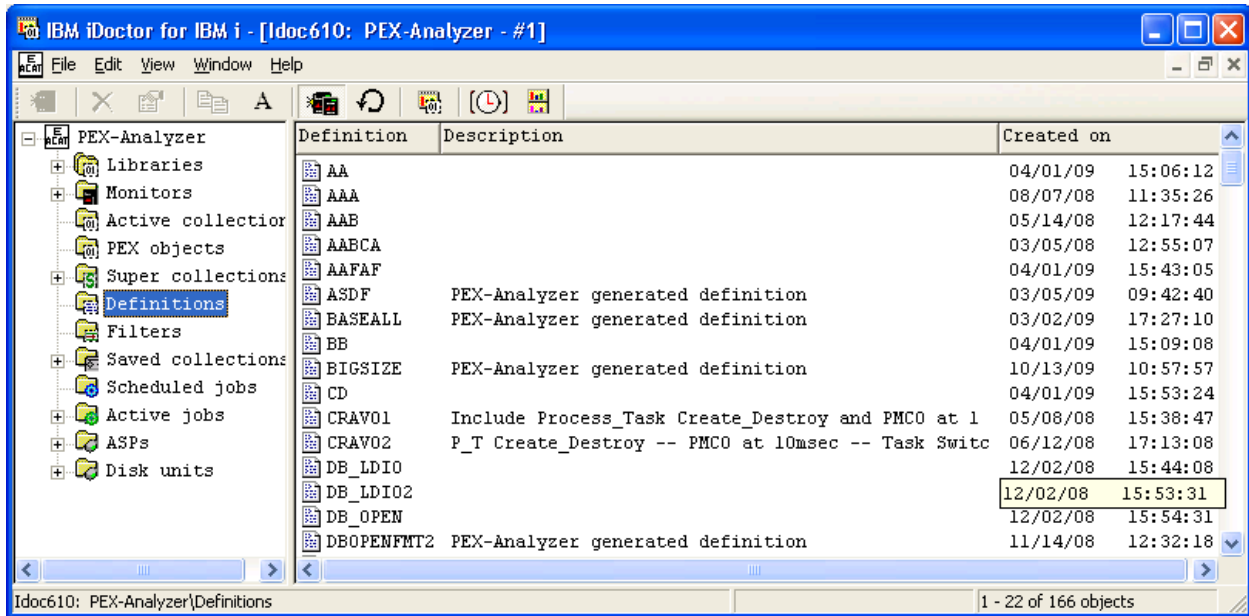 IBM iDoctor for IBM i - [Idoc610: PEX-Analyzer - #1]
File Edit View Window Help
PEX-Analyzer
Libraries
Monitors
Active collection
PEX objects
Super collections
Definitions
Filters
Saved collections
Scheduled jobs
Active jobs
ASPs
Disk units
Definition Description Created on
AA 04/01/09 15:06:12
AAA 08/07/08 11:35:26
AAB 05/14/08 12:17:44
AABCA 03/05/08 12:55:07
AAFAF 04/01/09 15:43:05
ASDF PEX-Analyzer generated definition 03/05/09 09:42:40
BASEALL PEX-Analyzer generated definition 03/02/09 17:27:10
BB 04/01/09 15:09:08
BIGSIZE PEX-Analyzer generated definition 10/13/09 10:57:57
CD 04/01/09 15:53:24
CRAV01 Include Process_Task Create_Destroy and PMCO at 1 05/08/08 15:38:47
CRAV02 P_T Create_Destroy -- PMCO at 10msec -- Task Switc 06/12/08 17:13:08
DB_LDIO 12/02/08 15:44:08
DB_LDIO2 12/02/08 15:53:31
DB_OPEN 12/02/08 15:54:31
DBOPENFMT2 PEX-Analyzer generated definition 11/14/08 12:32:18
Idoc610: PEX-Analyzer\Definitions 1 - 22 of 166 objects